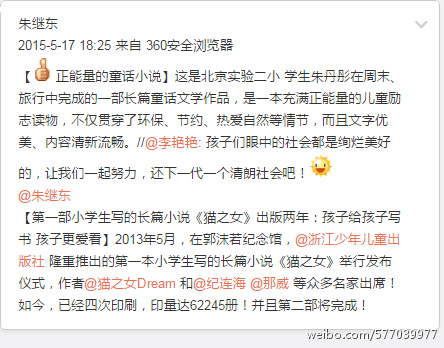 朱继东
2015-5-17 18:25 来自 360安全浏览器
【 正能量的童话小说】这是北京实验二小 学生朱丹彤在周末、
旅行中完成的一部长篇童话文学作品，是一本充满正能量的儿童励
志读物，不仅贯穿了环保、节约、热爱自然等情节，而且文字优
美、内容清新流畅。//@李艳艳: 孩子们眼中的社会都是绚烂美好
的，让我们一起努力，还下一代一个清朗社会吧！
@朱继东
【第一部小学生写的长篇小说《猫之女》出版两年：孩子给孩子写
书 孩子更爱看】2013年5月，在郭沫若纪念馆，@浙江少年儿童出
版社 隆重推出的第一本小学生写的长篇小说《猫之女》举行发布
仪式，作者@猫之女Dream 和@纪连海 @那威 等众多名家出席！
如今，已经四次印刷，印量达62245册！并且第二部将完成！
weibo.com/577039977